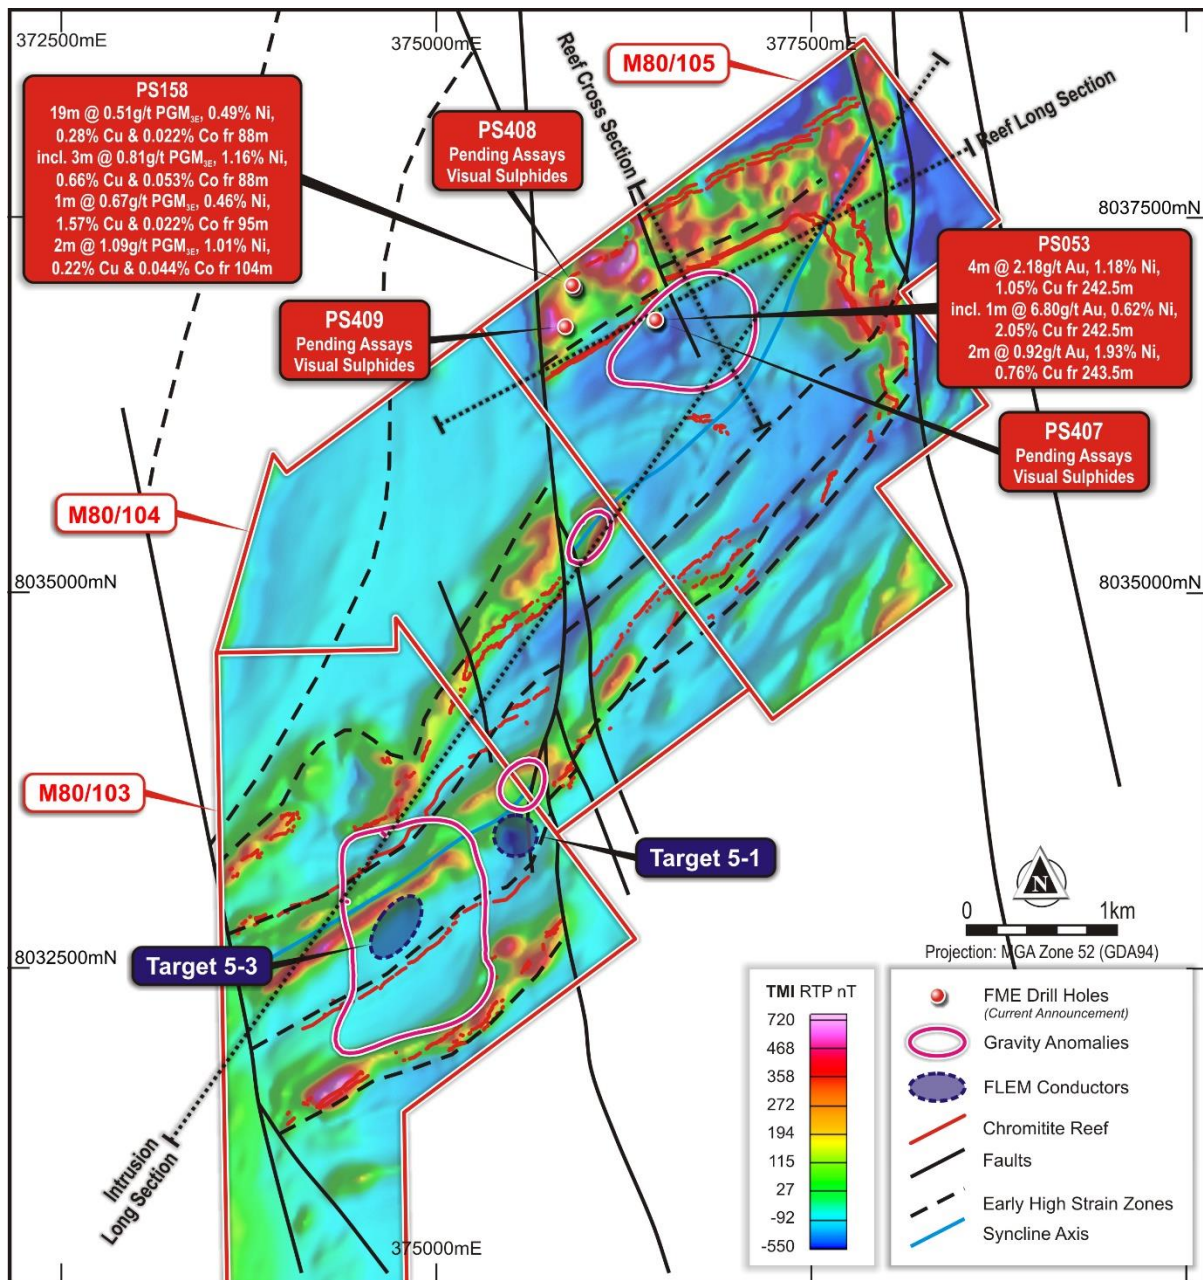 372500mE
375000mE
377500mE
M80/105
Reef Cross Section
Reef Long Section
PS158
19m @ 0.51g/t PGM3E, 0.49% Ni,
0.28% Cu & 0.022% Co fr 88m
incl. 3m @ 0.81g/t PGM3E, 1.16% Ni,
0.66% Cu & 0.053% Co fr 88m
1m @ 0.67g/t PGM3E, 0.46% Ni,
1.57% Cu & 0.022% Co fr 95m
2m @ 1.09g/t PGM3E, 1.01% Ni,
0.22% Cu & 0.044% Co fr 104m
PS408
Pending Assays
Visual Sulphides
8037500mN
PS053
4m @ 2.18g/t Au, 1.18% Ni,
1.05% Cu fr 242.5m
incl. 1m @ 6.80g/t Au, 0.62% Ni,
2.05% Cu fr 242.5m
2m @ 0.92g/t Au, 1.93% Ni,
0.76% Cu fr 243.5m
PS409
Pending Assays
Visual Sulphides
PS407
Pending Assays
Visual Sulphides
M80/104
8035000mN
8035000mN
M80/103
Target 5-1
Target 5-3
8032500mN
N
0 1km
Projection: MGA Zone 52 (GDA94)
Intrusion
Long Section
375000mE
TMI RTP nT
720
468
358
272
194
115
27
-92
-550
FME Drill Holes
(Current Announcement)
Gravity Anomalies
FLEM Conductors
Chromitite Reef
Faults
Early High Strain Zones
Syncline Axis